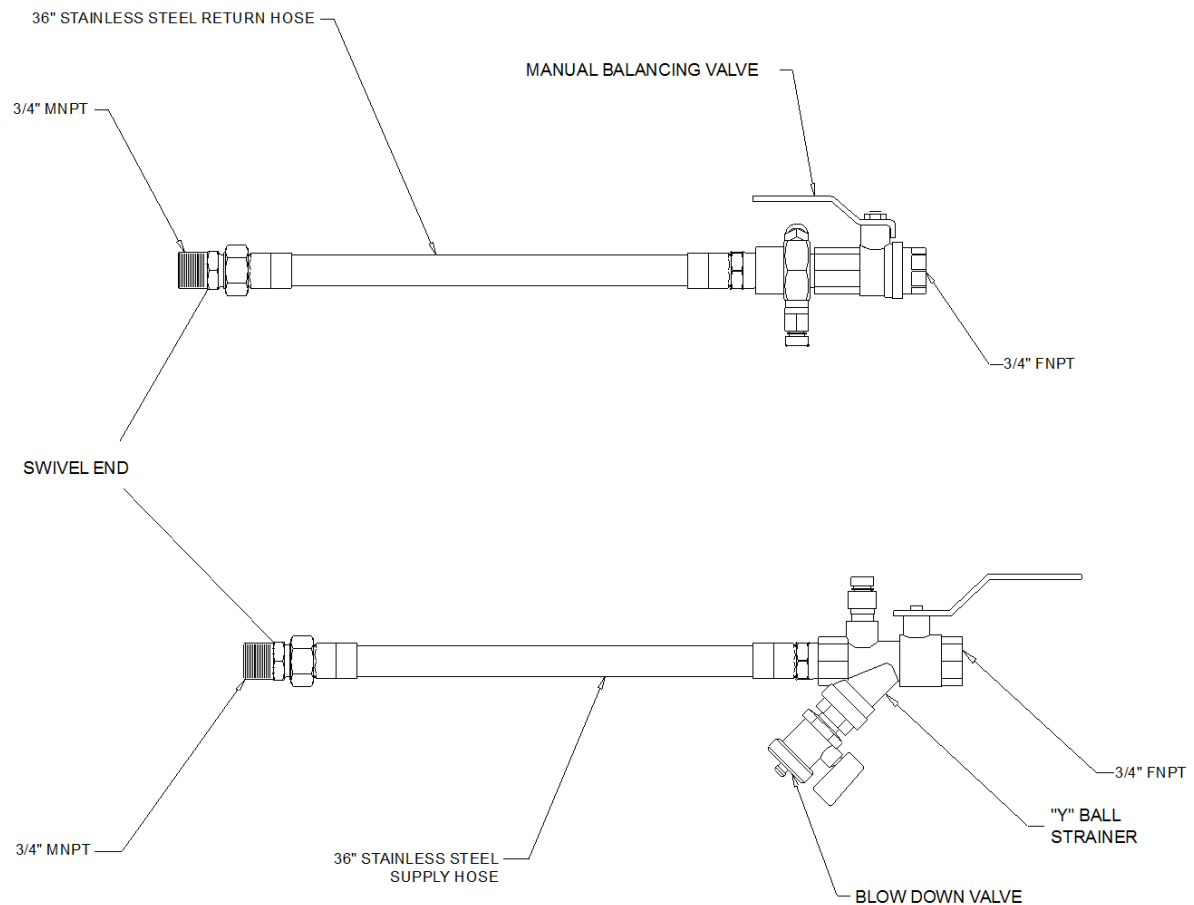 36" STAINLESS STEEL RETURN HOSE
MANUAL BALANCING VALVE
3/4" MNPT
3/4" FNPT
SWIVEL END
3/4" FNPT
"Y" BALL
STRAINER
3/4" MNPT
36" STAINLESS STEEL
SUPPLY HOSE
BLOW DOWN VALVE